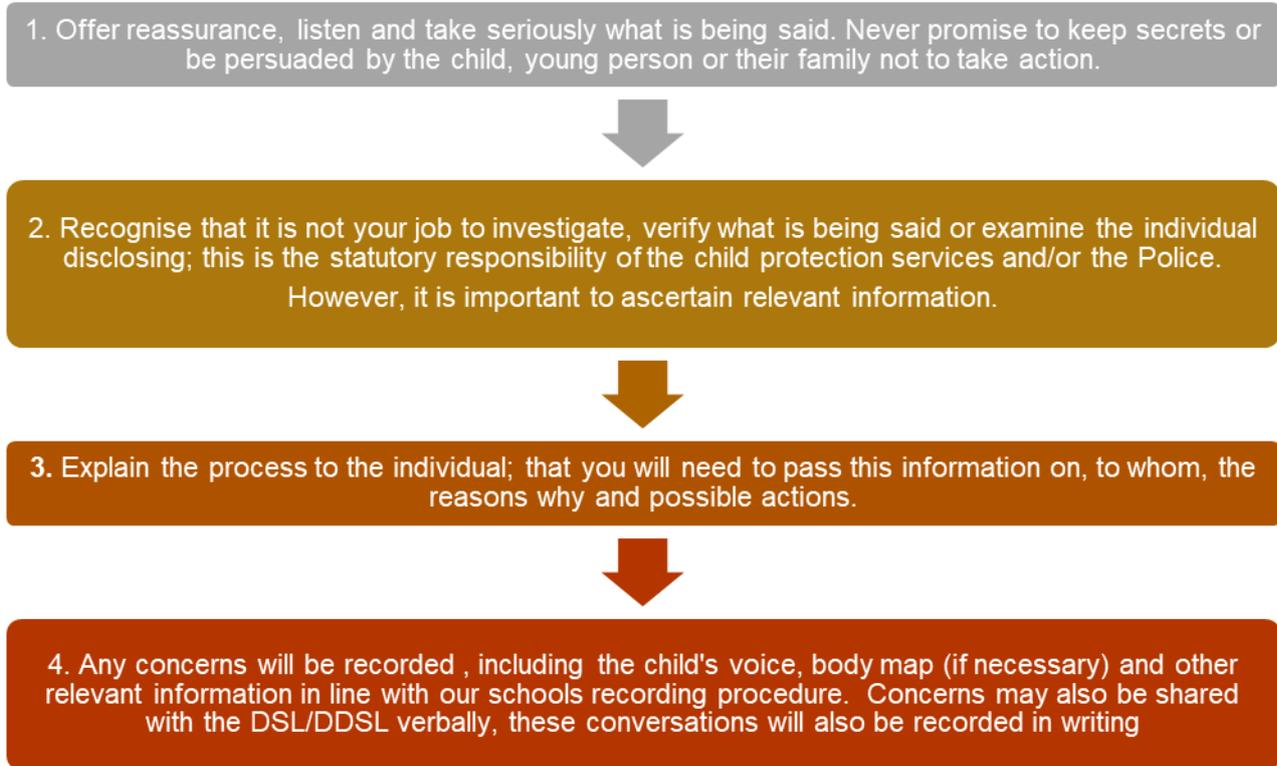 1. Offer reassurance, listen and take seriously what is being said. Never promise to keep secrets or
be persuaded by the child, young person or their family not to take action.
2. Recognise that it is not your job to investigate, verify what is being said or examine the individual
disclosing; this is the statutory responsibility of the child protection services and/or the Police.
However, it is important to ascertain relevant information.
3. Explain the process to the individual; that you will need to pass this information on, to whom, the
reasons why and possible actions.
4. Any concerns will be recorded , including the child's voice, body map (if necessary) and other
relevant information in line with our schools recording procedure. Concerns may also be shared
with the DSL/DDSL verbally, these conversations will also be recorded in writing